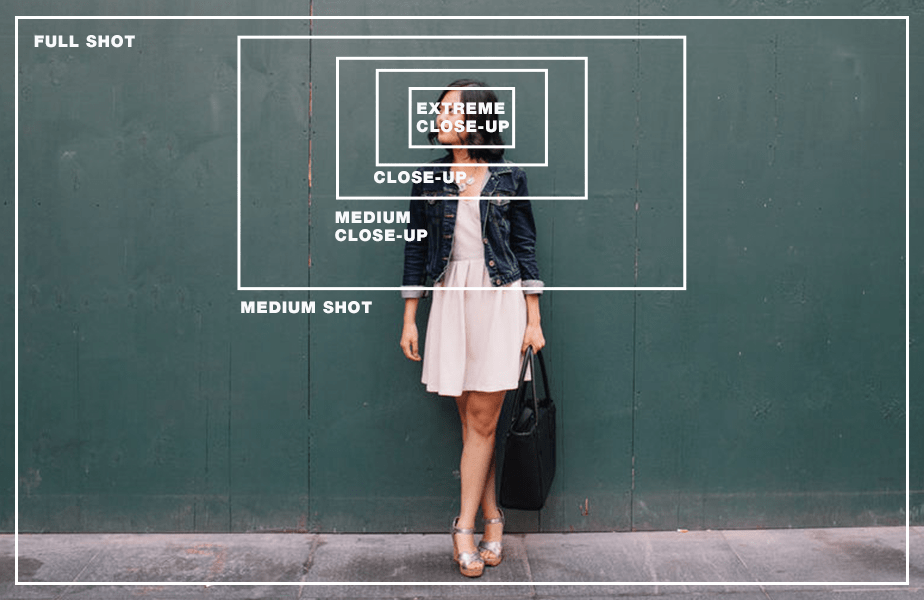 FULL SHOT
EXTREME
CLOSE-UP
CLOSE-UP
MEDIUM
CLOSE-UP
MEDIUM SHOT